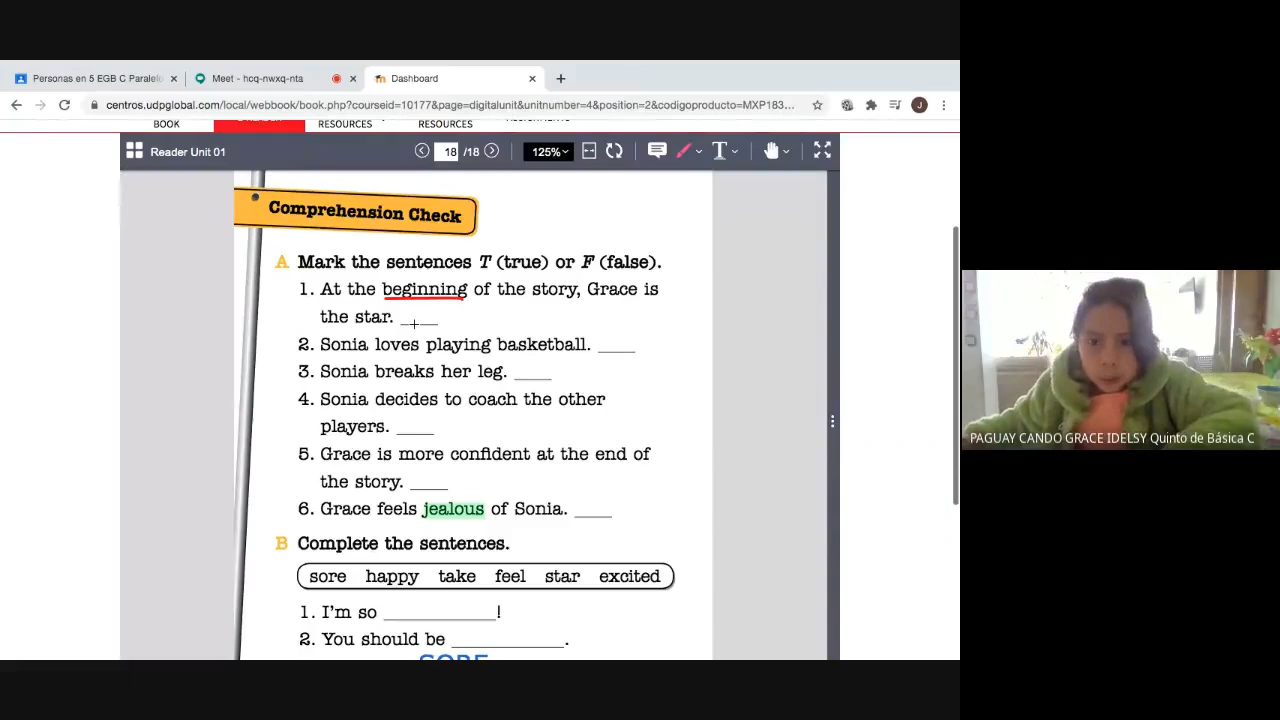 Personas en 5 EGB C Paralelo
Meet - hcq-nwxq-nta
Dashboard
centros.udpglobal.com/local/webbook/book.php?courseid=10177&page=digitalunit&unitnumber=4&position=2&codigoproducto=MXP183...
J
BOOK
RESOURCES
RESOURCES
Reader Unit 01
18 /18
125%
T
Comprehension Check
A Mark the sentences T (true) or F (false).
1. At the beginning of the story, Grace is
the star. ____
2. Sonia loves playing basketball. ____
3. Sonia breaks her leg. ____
4. Sonia decides to coach the other
players. ____
5. Grace is more confident at the end of
the story. ____
6. Grace feels jealous of Sonia. ____
B Complete the sentences.
sore happy take feel star excited
1. I'm so ____________!
2. You should be ____________.
SORE
PAGUAY CANDO GRACE IDELSY Quinto de Básica C